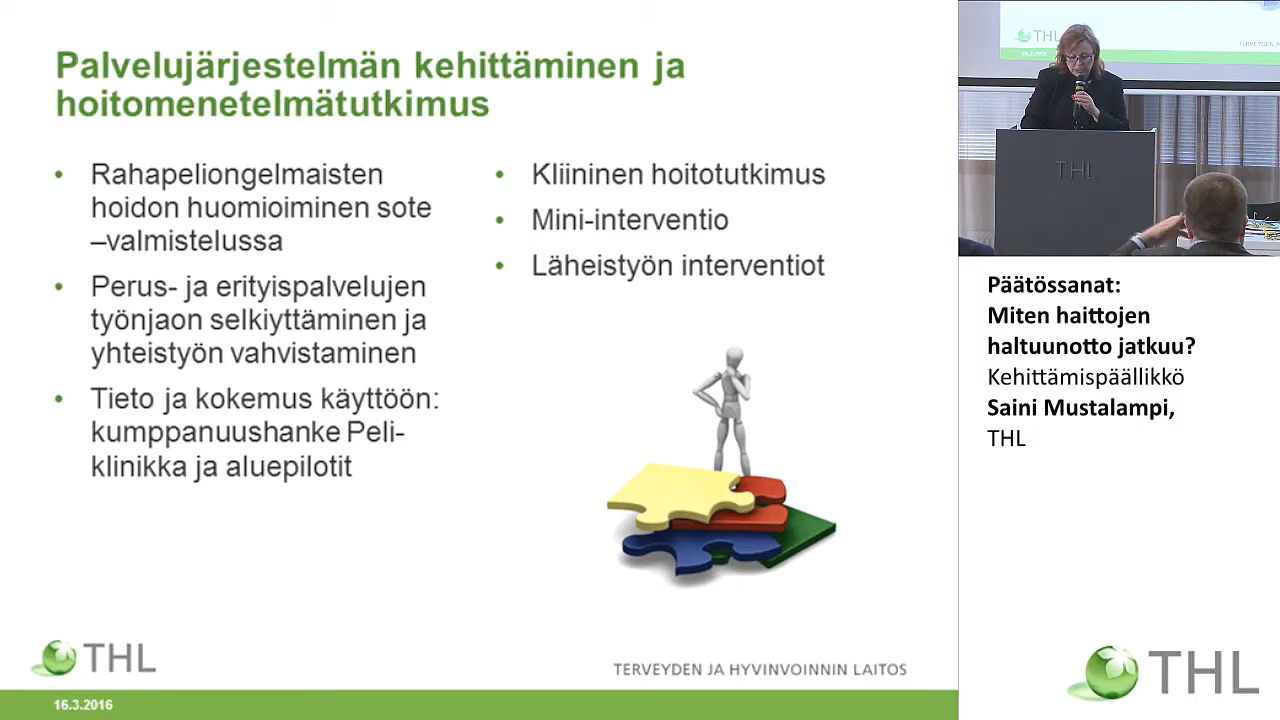 Palvelujärjestelmän kehittäminen ja
hoitomenetelmätutkimus
• Rahapeliongelmaisten
hoidon huomioiminen sote
–valmistelussa
• Perus- ja erityispalvelujen
työnjaon selkiyttäminen ja
yhteistyön vahvistaminen
• Tieto ja kokemus käyttöön:
kumppanuushanke Peli-
klinikka ja aluepilotit
• Kliininen hoitotutkimus
• Mini-interventio
• Läheistyön interventiot
THL
TERVEYDEN JA HYVINVOINNIN LAITOS
16.3.2016
THL
THL
Päätössanat:
Miten haittojen
haltuunotto jatkuu?
Kehittämispäällikkö
Saini Mustalampi,
THL
THL